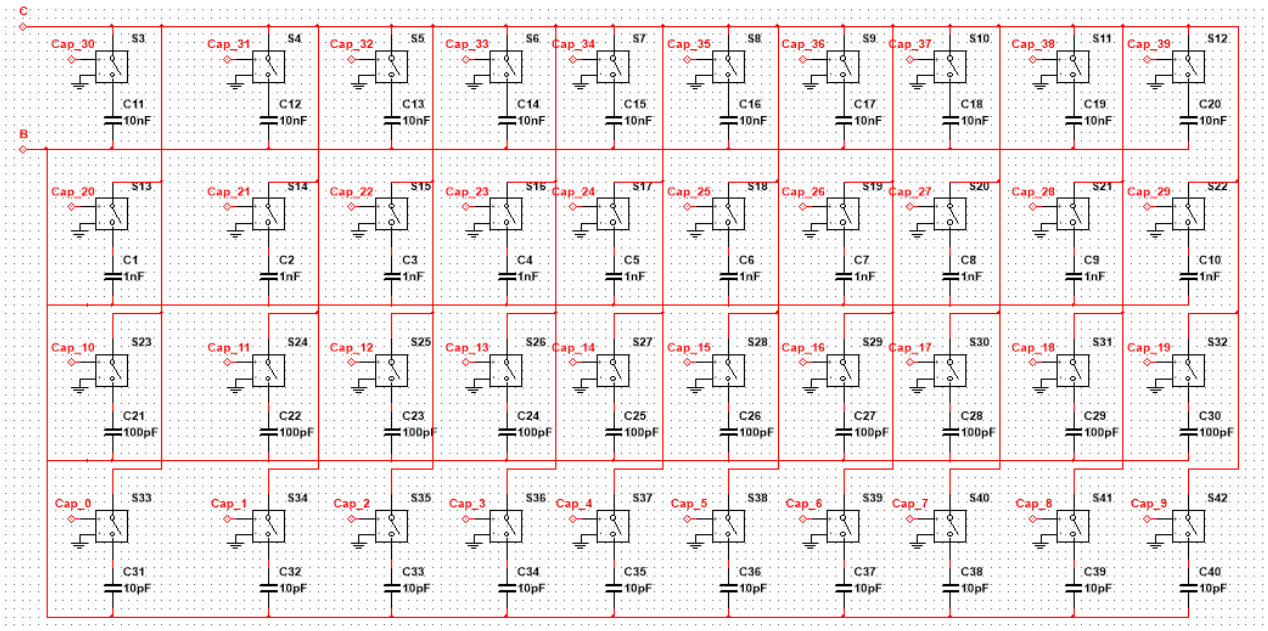 C
S3 S4 S5 S6 S7 S8 S9 S10 S11 S12
Cap_30 Cap_31 Cap_32 Cap_33 Cap_34 Cap_35 Cap_36 Cap_37 Cap_38 Cap_39
C11 C12 C13 C14 C15 C16 C17 C18 C19 C20
10nF 10nF 10nF 10nF 10nF 10nF 10nF 10nF 10nF 10nF
B
S13 S14 S15 S16 S17 S18 S19 S20 S21 S22
Cap_20 Cap_21 Cap_22 Cap_23 Cap_24 Cap_25 Cap_26 Cap_27 Cap_28 Cap_29
C1 C2 C3 C4 C5 C6 C7 C8 C9 C10
1nF 1nF 1nF 1nF 1nF 1nF 1nF 1nF 1nF 1nF
S23 S24 S25 S26 S27 S28 S29 S30 S31 S32
Cap_10 Cap_11 Cap_12 Cap_13 Cap_14 Cap_15 Cap_16 Cap_17 Cap_18 Cap_19
C21 C22 C23 C24 C25 C26 C27 C28 C29 C30
100pF 100pF 100pF 100pF 100pF 100pF 100pF 100pF 100pF 100pF
S33 S34 S35 S36 S37 S38 S39 S40 S41 S42
Cap_0 Cap_1 Cap_2 Cap_3 Cap_4 Cap_5 Cap_6 Cap_7 Cap_8 Cap_9
C31 C32 C33 C34 C35 C36 C37 C38 C39 C40
10pF 10pF 10pF 10pF 10pF 10pF 10pF 10pF 10pF 10pF